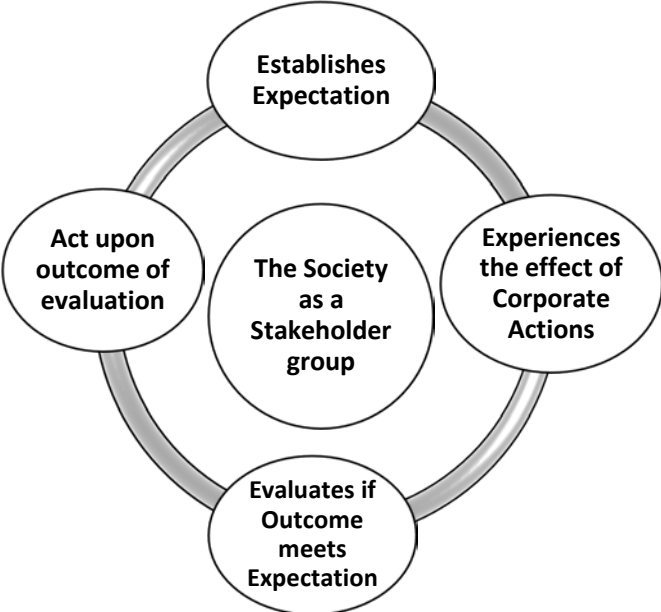 Establishes
Expectation
Experiences
the effect of
Corporate
Actions
Evaluates if
Outcome
meets
Expectation
Act upon
outcome of
evaluation
The Society
as a
Stakeholder
group